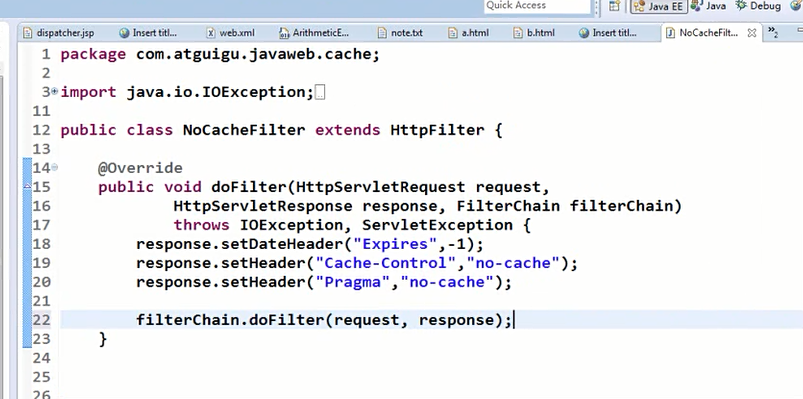 Quick Access
Java EE
Java
Debug
dispatcher.jsp
Insert titl...
web.xml
ArithmeticE...
note.txt
a.html
b.html
Insert titl...
NoCacheFilt...
2
1 package com.atguigu.javaweb.cache;
2
3 import java.io.IOException;
11
12 public class NoCacheFilter extends HttpFilter {
13
14 @Override
15 public void doFilter(HttpServletRequest request,
16 HttpServletResponse response, FilterChain filterChain)
17 throws IOException, ServletException {
18 response.setDateHeader("Expires",-1);
19 response.setHeader("Cache-Control","no-cache");
20 response.setHeader("Pragma","no-cache");
21
22 filterChain.doFilter(request, response);
23 }
24
25
26